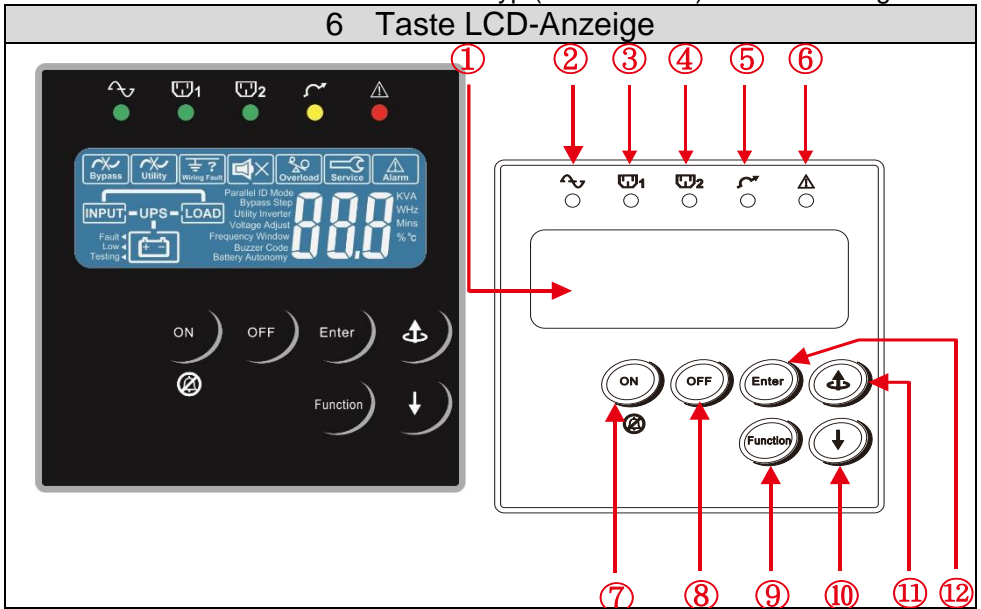 6 Taste LCD-Anzeige
① ② ③ ④ ⑤ ⑥
1 2
Bypass Utility ? Wiring Fault Overload Service Alarm
Parallel ID Mode
Bypass Step
Utility Inverter
Voltage Adjust
Frequency Window
Buzzer Code
Battery Autonomy
INPUT UPS LOAD
Fault
Low
Testing
+ -
88.8
KVA
WHz
Mins
% °C
ON OFF Enter
Function
1 2
ON OFF Enter
Function
⑦ ⑧ ⑨ ⑩ ⑪ ⑫